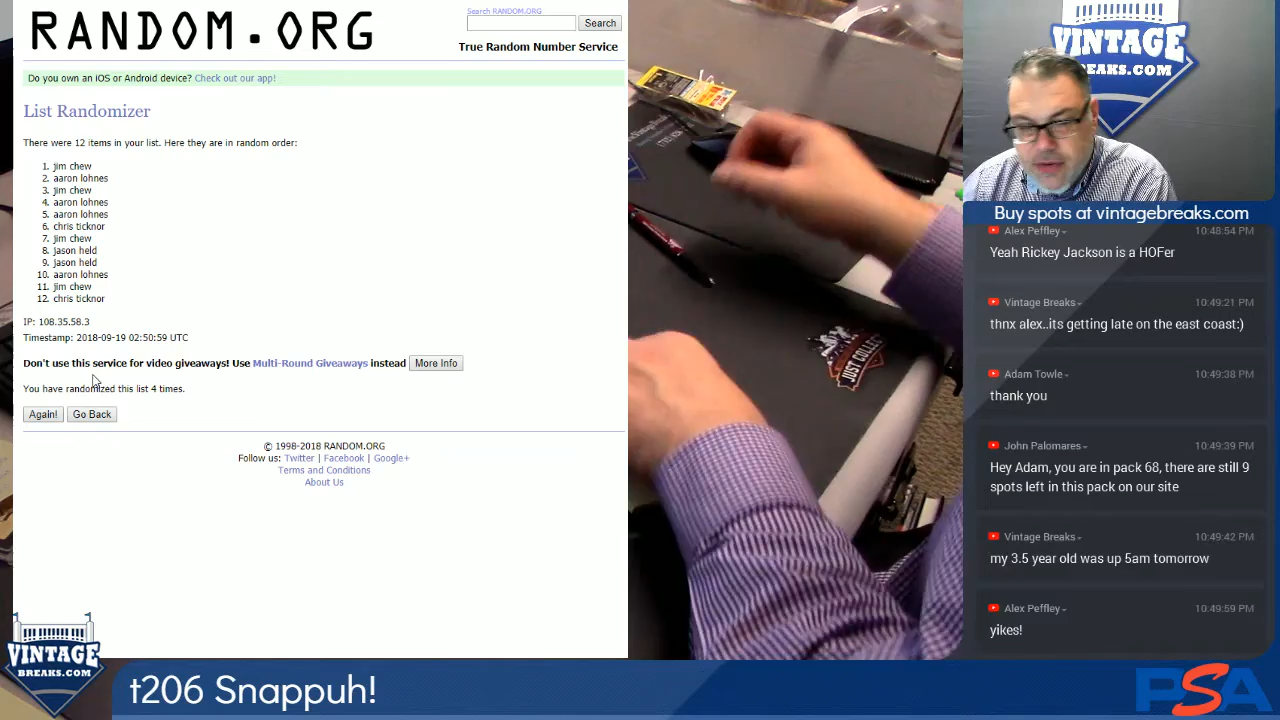 RANDOM.ORG
Search RANDOM.ORG
Search
True Random Number Service
Do you own an iOS or Android device? Check out our app!
List Randomizer
There were 12 items in your list. Here they are in random order:
1. jim chew
2. aaron lohnes
3. jim chew
4. aaron lohnes
5. aaron lohnes
6. chris ticknor
7. jim chew
8. jason held
9. jason held
10. aaron lohnes
11. jim chew
12. chris ticknor
IP: 108.35.58.3
Timestamp: 2018-09-19 02:50:59 UTC
Don't use this service for video giveaways! Use Multi-Round Giveaways instead More Info
You have randomized this list 4 times.
Again! Go Back
© 1998-2018 RANDOM.ORG
Follow us: Twitter | Facebook | Google+
Terms and Conditions
About Us
JUST COLLECT
VINTAGE
BREAKS.COM
Buy spots at vintagebreaks.com
Alex Peffley 10:48:54 PM
Yeah Rickey Jackson is a HOFer
Vintage Breaks 10:49:21 PM
thnx alex..its getting late on the east coast:)
Adam Towle 10:49:38 PM
thank you
John Palomares 10:49:39 PM
Hey Adam, you are in pack 68, there are still 9
spots left in this pack on our site
Vintage Breaks 10:49:42 PM
my 3.5 year old was up 5am tomorrow
Alex Peffley 10:49:59 PM
yikes!
VINTAGE
BREAKS.COM
t206 Snappuh!
PSA